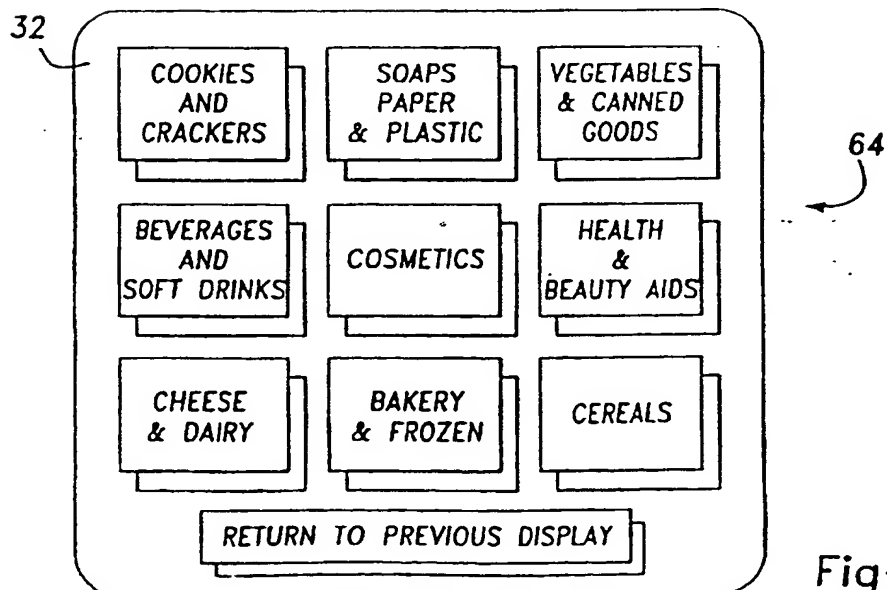 32
COOKIES
AND
CRACKERS
SOAPS
PAPER
& PLASTIC
VEGETABLES
& CANNED
GOODS
64
BEVERAGES
AND
SOFT DRINKS
COSMETICS
HEALTH
&
BEAUTY AIDS
CHEESE
& DAIRY
BAKERY
& FROZEN
CEREALS
RETURN TO PREVIOUS DISPLAY
Fig-